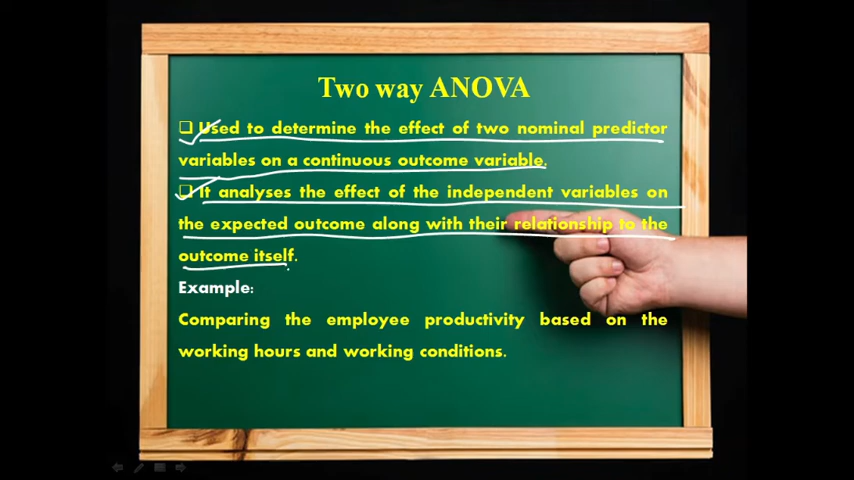 Two way ANOVA
❑ Used to determine the effect of two nominal predictor
variables on a continuous outcome variable.
❑ It analyses the effect of the independent variables on
the expected outcome along with their relationship to the
outcome itself.
Example:
Comparing the employee productivity based on the
working hours and working conditions.